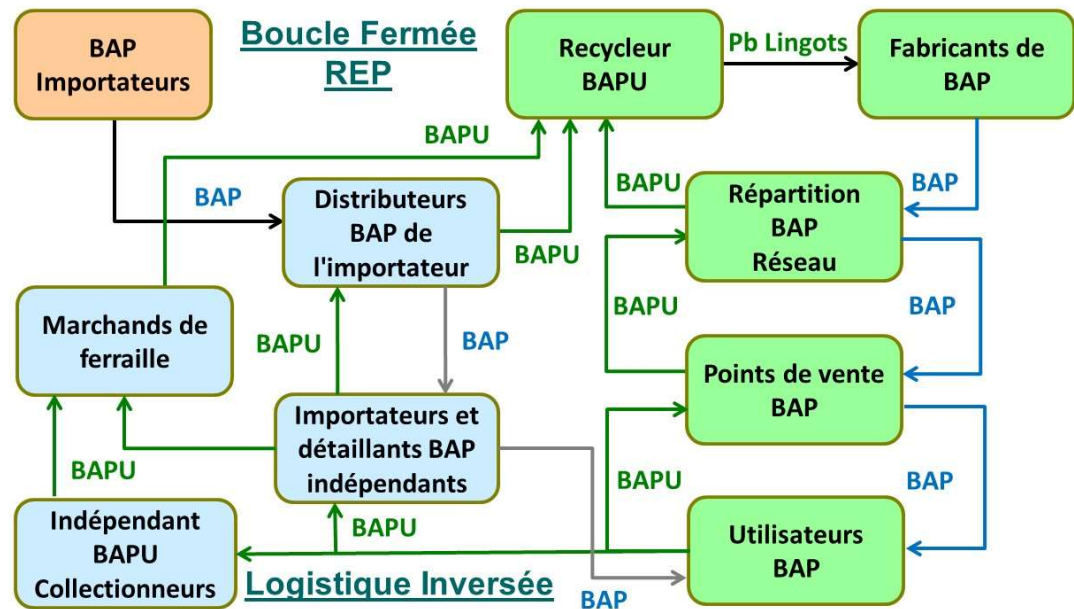 BAP
Importateurs
Boucle Fermée
REP
Recycleur
BAPU
Pb Lingots
Fabricants de
BAP
BAPU
BAP
Distributeurs
BAP de
l'importateur
BAPU
BAPU
Répartition
BAP
Réseau
BAP
Marchands de
ferraille
BAPU
BAP
BAPU
BAP
Points de vente
BAP
Importateurs et
détaillants BAP
indépendants
BAPU
BAPU
BAPU
BAP
Indépendant
BAPU
Collectionneurs
Utilisateurs
BAP
Logistique Inversée
BAP